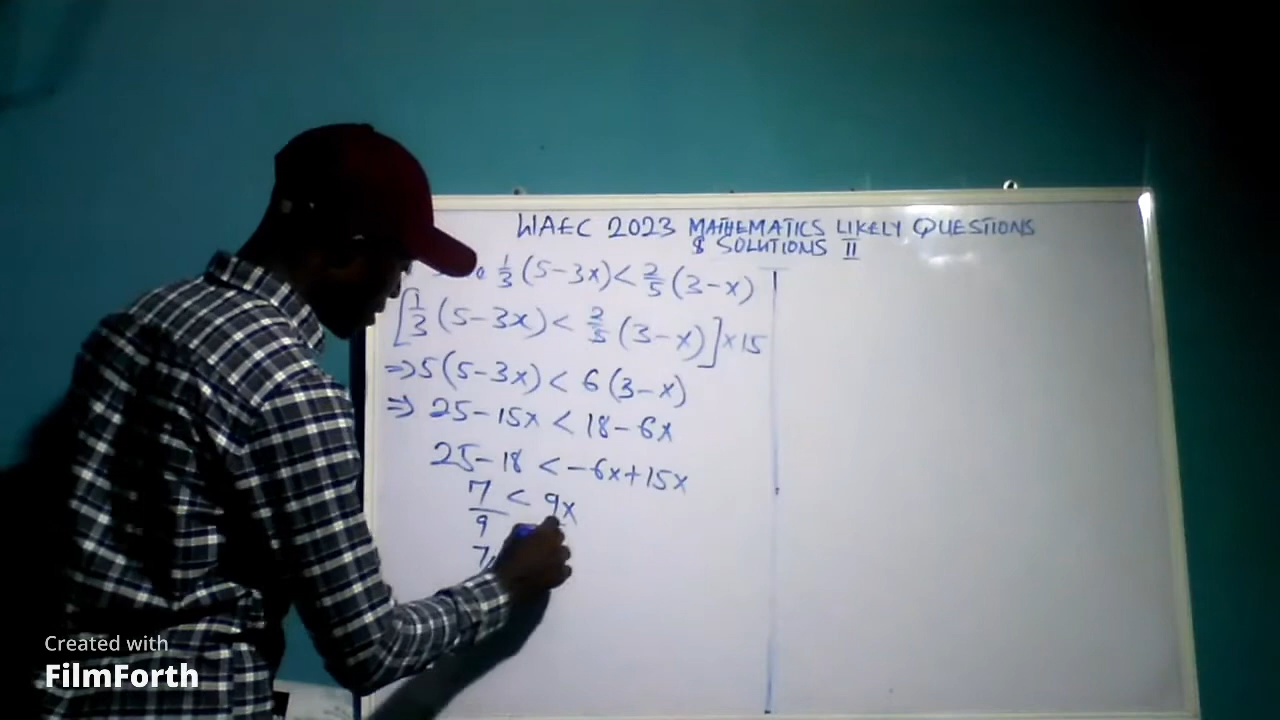 WAEC 2023 MATHEMATICS LIKELY QUESTIONS
& SOLUTIONS II
1/3 (5-3x) < 2/5 (3-x)
[1/3 (5-3x) < 2/5 (3-x)] × 15
⇒ 5(5-3x) < 6(3-x)
⇒ 25-15x < 18-6x
25-18 < -6x+15x
7/9 < 9x
7
Created with
FilmForth